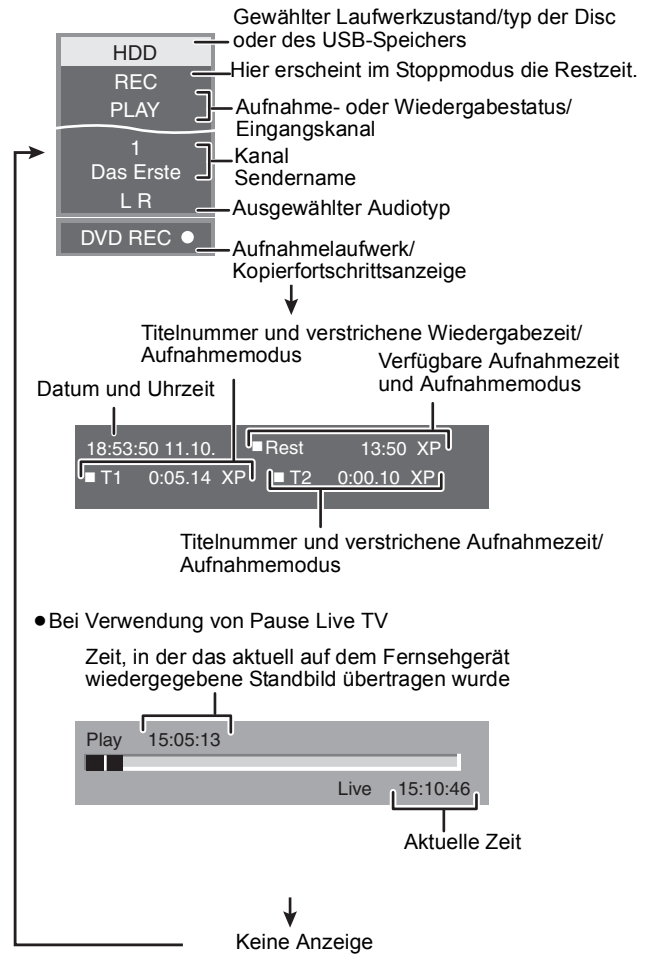 Gewählter Laufwerkzustand/typ der Disc
oder des USB-Speichers
HDD
Hier erscheint im Stoppmodus die Restzeit.
REC
PLAY
Aufnahme- oder Wiedergabestatus/
Eingangskanal
1
Das Erste
Kanal
Sendername
L R
Ausgewählter Audiotyp
DVD REC ●
Aufnahmelaufwerk/
Kopierfortschrittsanzeige
Titelnummer und verstrichene Wiedergabezeit/
Aufnahmemodus
Verfügbare Aufnahmezeit
und Aufnahmemodus
Datum und Uhrzeit
18:53:50 11.10. ■Rest 13:50 XP
■ T1 0:05.14 XP ■ T2 0:00.10 XP
Titelnummer und verstrichene Aufnahmezeit/
Aufnahmemodus
●Bei Verwendung von Pause Live TV
Zeit, in der das aktuell auf dem Fernsehgerät
wiedergegebene Standbild übertragen wurde
Play 15:05:13
Live 15:10:46
Aktuelle Zeit
Keine Anzeige